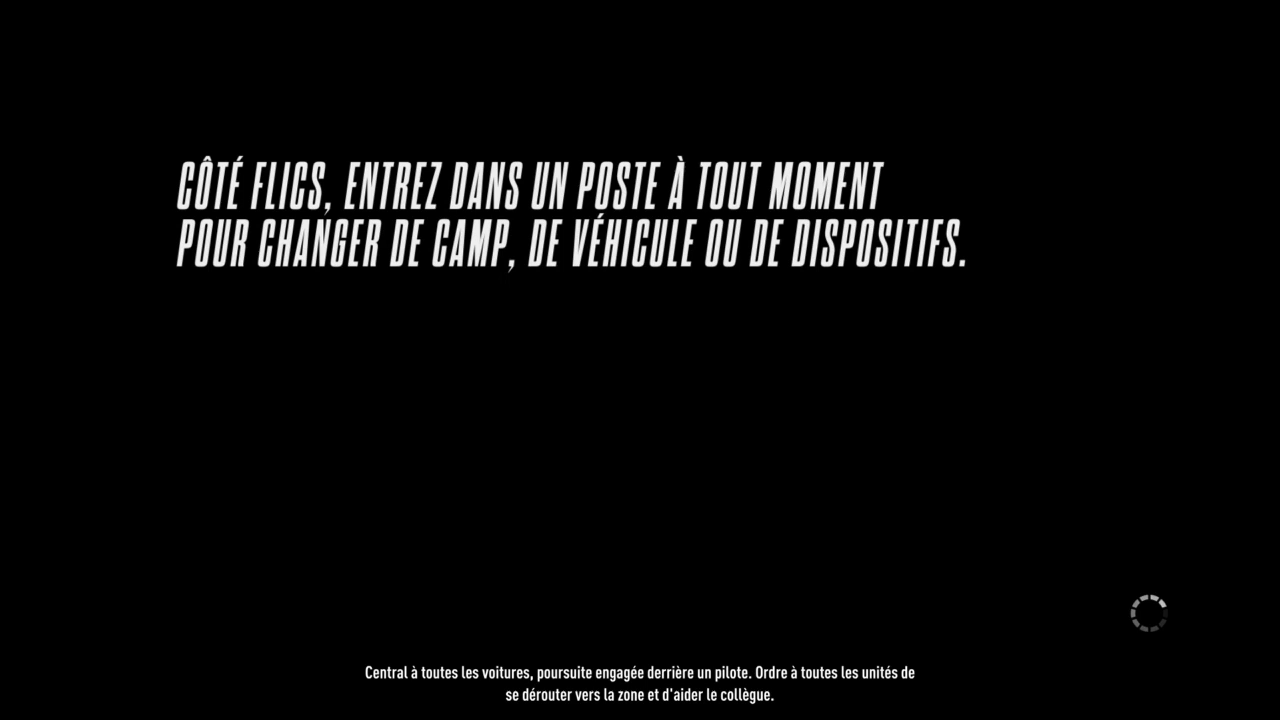 CÔTÉ FLICS, ENTREZ DANS UN POSTE À TOUT MOMENT
POUR CHANGER DE CAMP, DE VÉHICULE OU DE DISPOSITIFS.
Central à toutes les voitures, poursuite engagée derrière un pilote. Ordre à toutes les unités de
se dérouter vers la zone et d'aider le collègue.